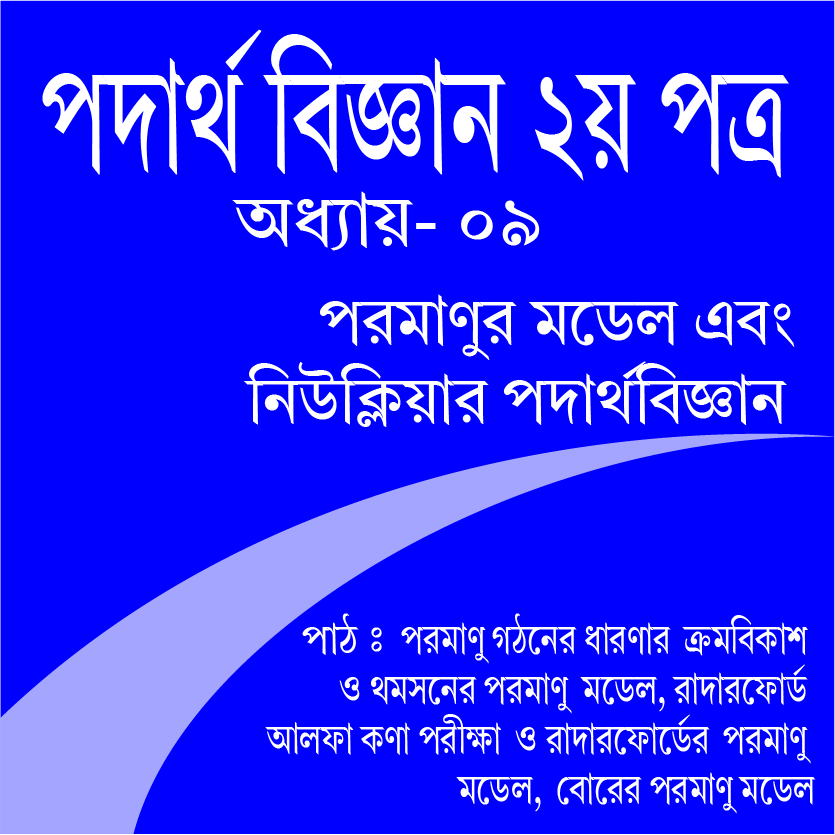 পদার্থ বিজ্ঞান ২য় পত্র
অধ্যায়- ০৯
পরমাণুর মডেল এবং
নিউক্লিয়ার পদার্থবিজ্ঞান
পাঠ ঃ পরমাণু গঠনের ধারণার ক্রমবিকাশ
ও থমসনের পরমাণু মডেল, রাদারফোর্ড
আলফা কণা পরীক্ষা ও রাদারফোর্ডের পরমাণু
মডেল, বোরের পরমাণু মডেল